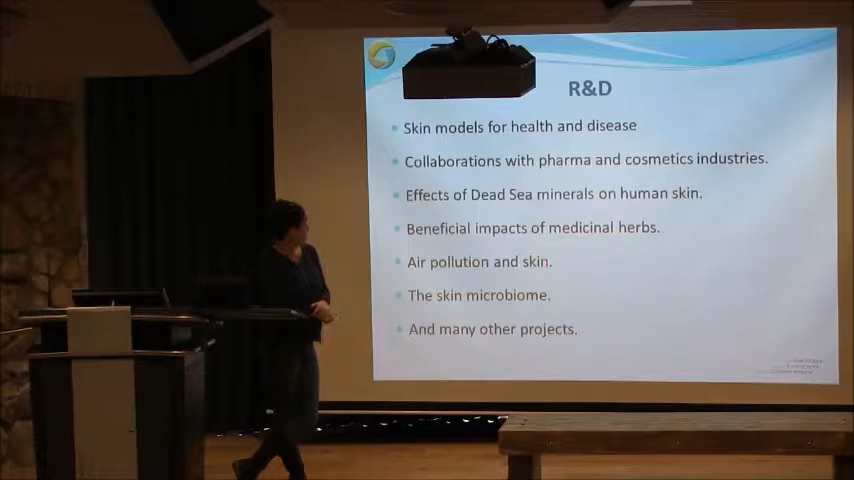 R&D
Skin models for health and disease
Collaborations with pharma and cosmetics industries.
Effects of Dead Sea minerals on human skin.
Beneficial impacts of medicinal herbs.
Air pollution and skin.
The skin microbiome.
And many other projects.